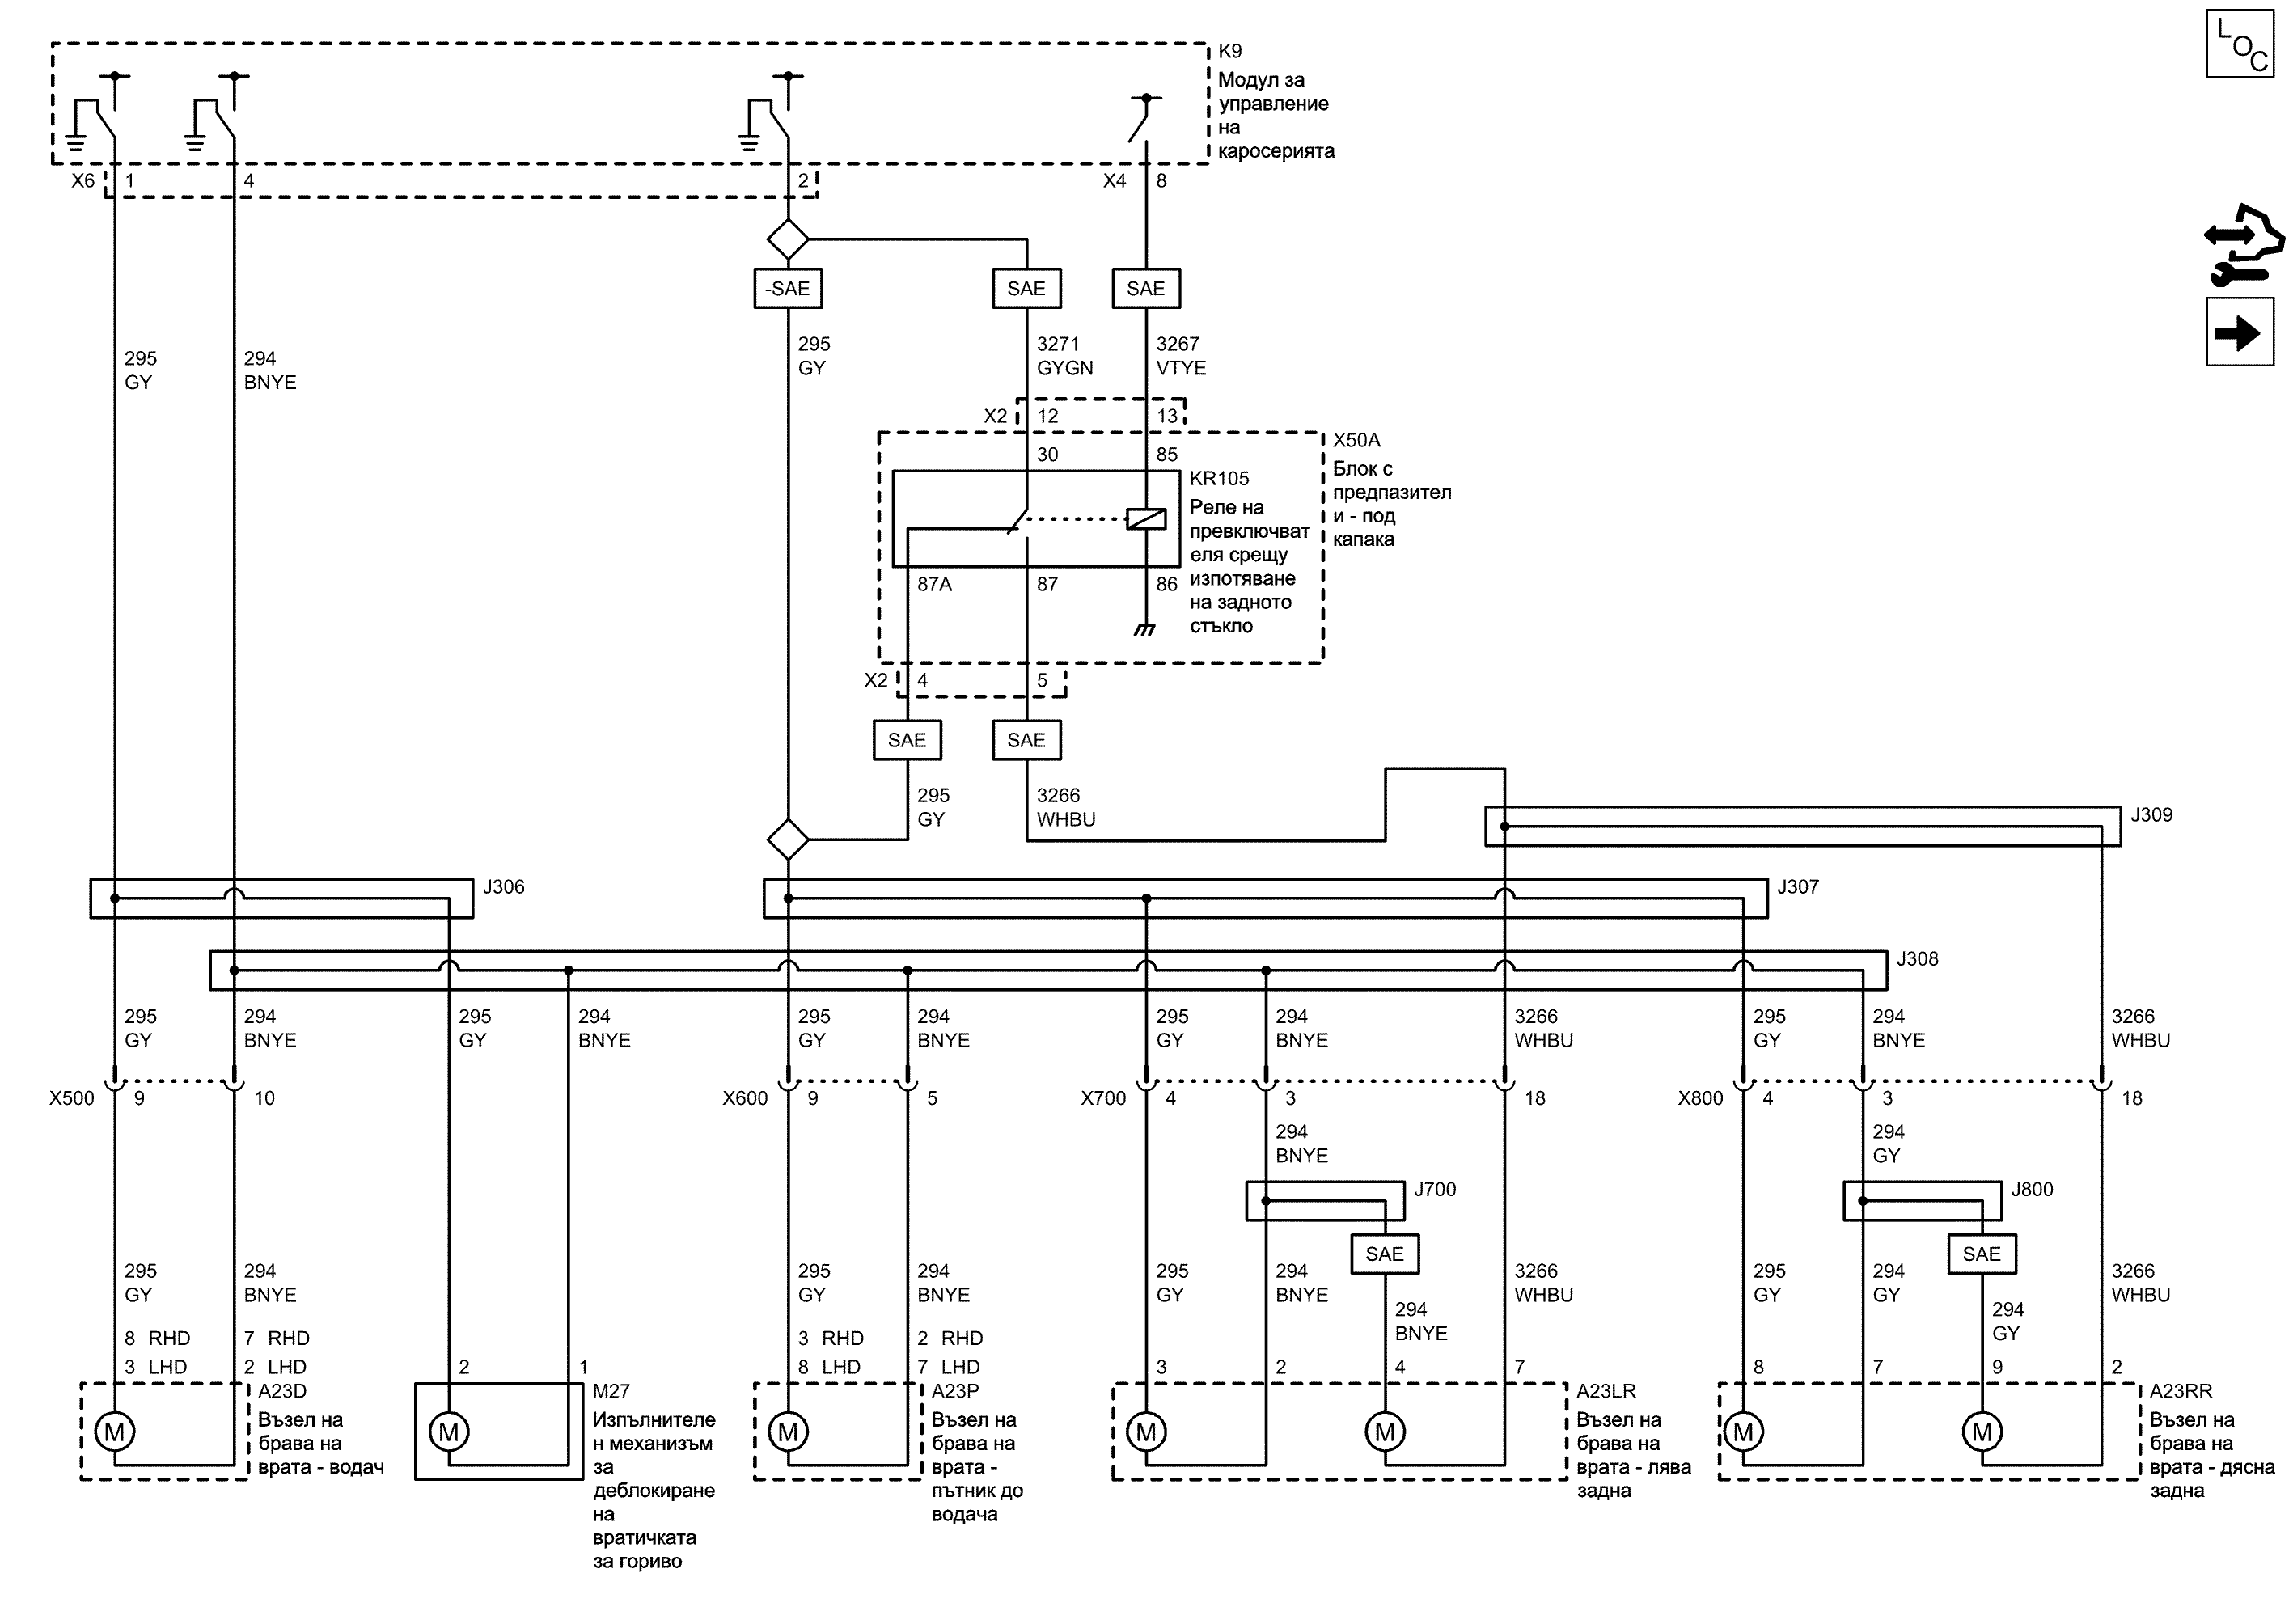 LOC
K9
Модул за
управление
на
каросерията
X6 1 4 2 X4 8
-SAE SAE SAE
295
GY
294
BNYE
295
GY
3271
GYGN
3267
VTYE
X2 12 13
X50A
Блок с
предпазител
и - под
капака
30 85
KR105
Реле на
превключват
еля срещу
изпотяване
на задното
стъкло
87A 87 86
X2 4 5
SAE SAE
295
GY
3266
WHBU
J309
J306
J307
J308
295
GY
294
BNYE
295
GY
294
BNYE
295
GY
294
BNYE
295
GY
294
BNYE
3266
WHBU
295
GY
294
BNYE
3266
WHBU
X500 9 10 X600 9 5 X700 4 3 18 X800 4 3 18
294
BNYE
294
GY
J700
J800
SAE SAE
295
GY
294
BNYE
295
GY
294
BNYE
295
GY
294
BNYE
294
BNYE
3266
WHBU
295
GY
294
GY
294
GY
3266
WHBU
8 RHD 7 RHD 3 RHD 2 RHD
3 LHD 2 LHD 2 1 8 LHD 7 LHD 3 2 4 7 8 7 9 2
M M M M M M M
A23D
Възел на
брава на
врата - водач
M27
Изпълнителе
н механизъм
за
деблокиране
на
вратичката
за гориво
A23P
Възел на
брава на
врата -
пътник до
водача
A23LR
Възел на
брава на
врата - лява
задна
A23RR
Възел на
брава на
врата - дясна
задна